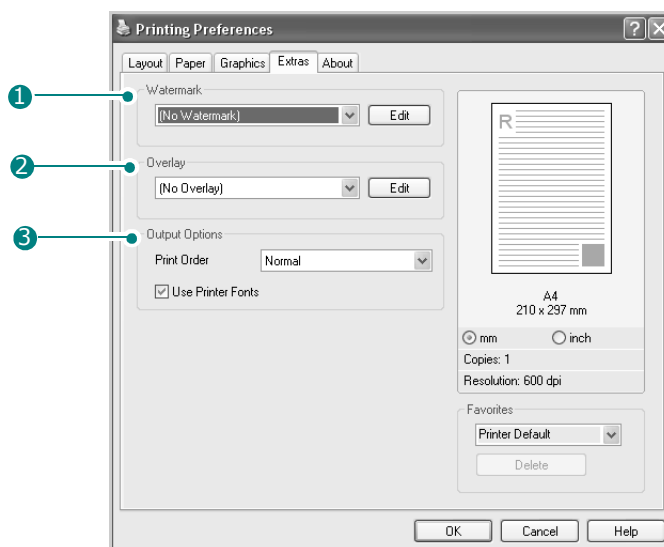 Printing Preferences
Layout Paper Graphics Extras About
1
Watermark
(No Watermark) Edit
2
Overlay
(No Overlay) Edit
3
Output Options
Print Order Normal
Use Printer Fonts
R
A4
210 x 297 mm
mm inch
Copies: 1
Resolution: 600 dpi
Favorites
Printer Default
Delete
OK Cancel Help